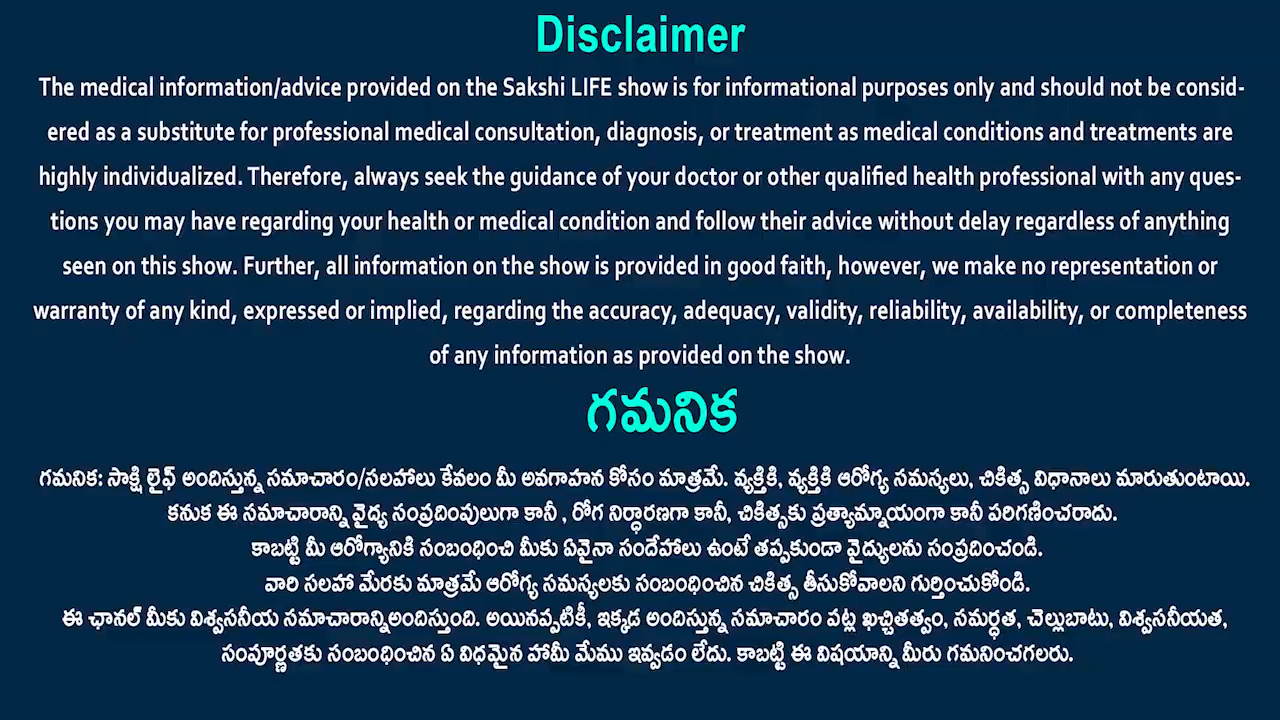 Disclaimer
The medical information/advice provided on the Sakshi LIFE show is for informational purposes only and should not be consid-
ered as a substitute for professional medical consultation, diagnosis, or treatment as medical conditions and treatments are
highly individualized. Therefore, always seek the guidance of your doctor or other qualified health professional with any ques-
tions you may have regarding your health or medical condition and follow their advice without delay regardless of anything
seen on this show. Further, all information on the show is provided in good faith, however, we make no representation or
warranty of any kind, expressed or implied, regarding the accuracy, adequacy, validity, reliability, availability, or completeness
of any information as provided on the show.
గమనిక
గమనిక: సాక్షి లైఫ్ అందిస్తున్న సమాచారం/సలహాలు కేవలం మీ అవగాహన కోసం మాత్రమే. వ్యక్తికి, వ్యక్తికి ఆరోగ్య సమస్యలు, చికిత్స విధానాలు మారుతుంటాయి.
కనుక ఈ సమాచారాన్ని వైద్య సంప్రదింపులుగా కానీ , రోగ నిర్ధారణగా కానీ, చికిత్సకు ప్రత్యామ్నాయంగా కానీ పరిగణించరాదు.
కాబట్టి మీ ఆరోగ్యానికి సంబంధించి మీకు ఏవైనా సందేహాలు ఉంటే తప్పకుండా వైద్యులను సంప్రదించండి.
వారి సలహా మేరకు మాత్రమే ఆరోగ్య సమస్యలకు సంబంధించిన చికిత్స తీసుకోవాలని గుర్తించుకోండి.
ఈ ఛానల్ మీకు విశ్వసనీయ సమాచారాన్నిఅందిస్తుంది. అయినప్పటికీ, ఇక్కడ అందిస్తున్న సమాచారం పట్ల ఖచ్చితత్వం, సమర్ధత, చెల్లుబాటు, విశ్వసనీయత,
సంపూర్ణతకు సంబంధించిన ఏ విధమైన హామీ మేము ఇవ్వడం లేదు. కాబట్టి ఈ విషయాన్ని మీరు గమనించగలరు.